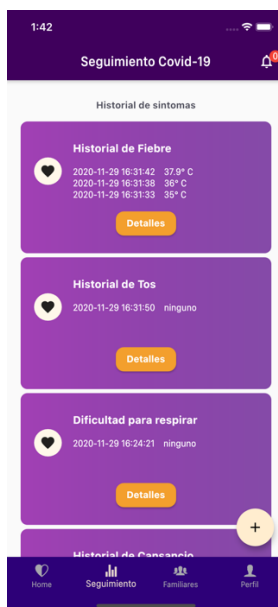 1:42
Seguimiento Covid-19
0
Historial de sintomas
Historial de Fiebre
2020-11-29 16:31:42 37.9° C
2020-11-29 16:31:38 36° C
2020-11-29 16:31:33 35° C
Detalles
Historial de Tos
2020-11-29 16:31:50 ninguno
Detalles
Dificultad para respirar
2020-11-29 16:24:21 ninguno
Detalles
+
Historial de Cansancio
Home Seguimiento Familiares Perfil